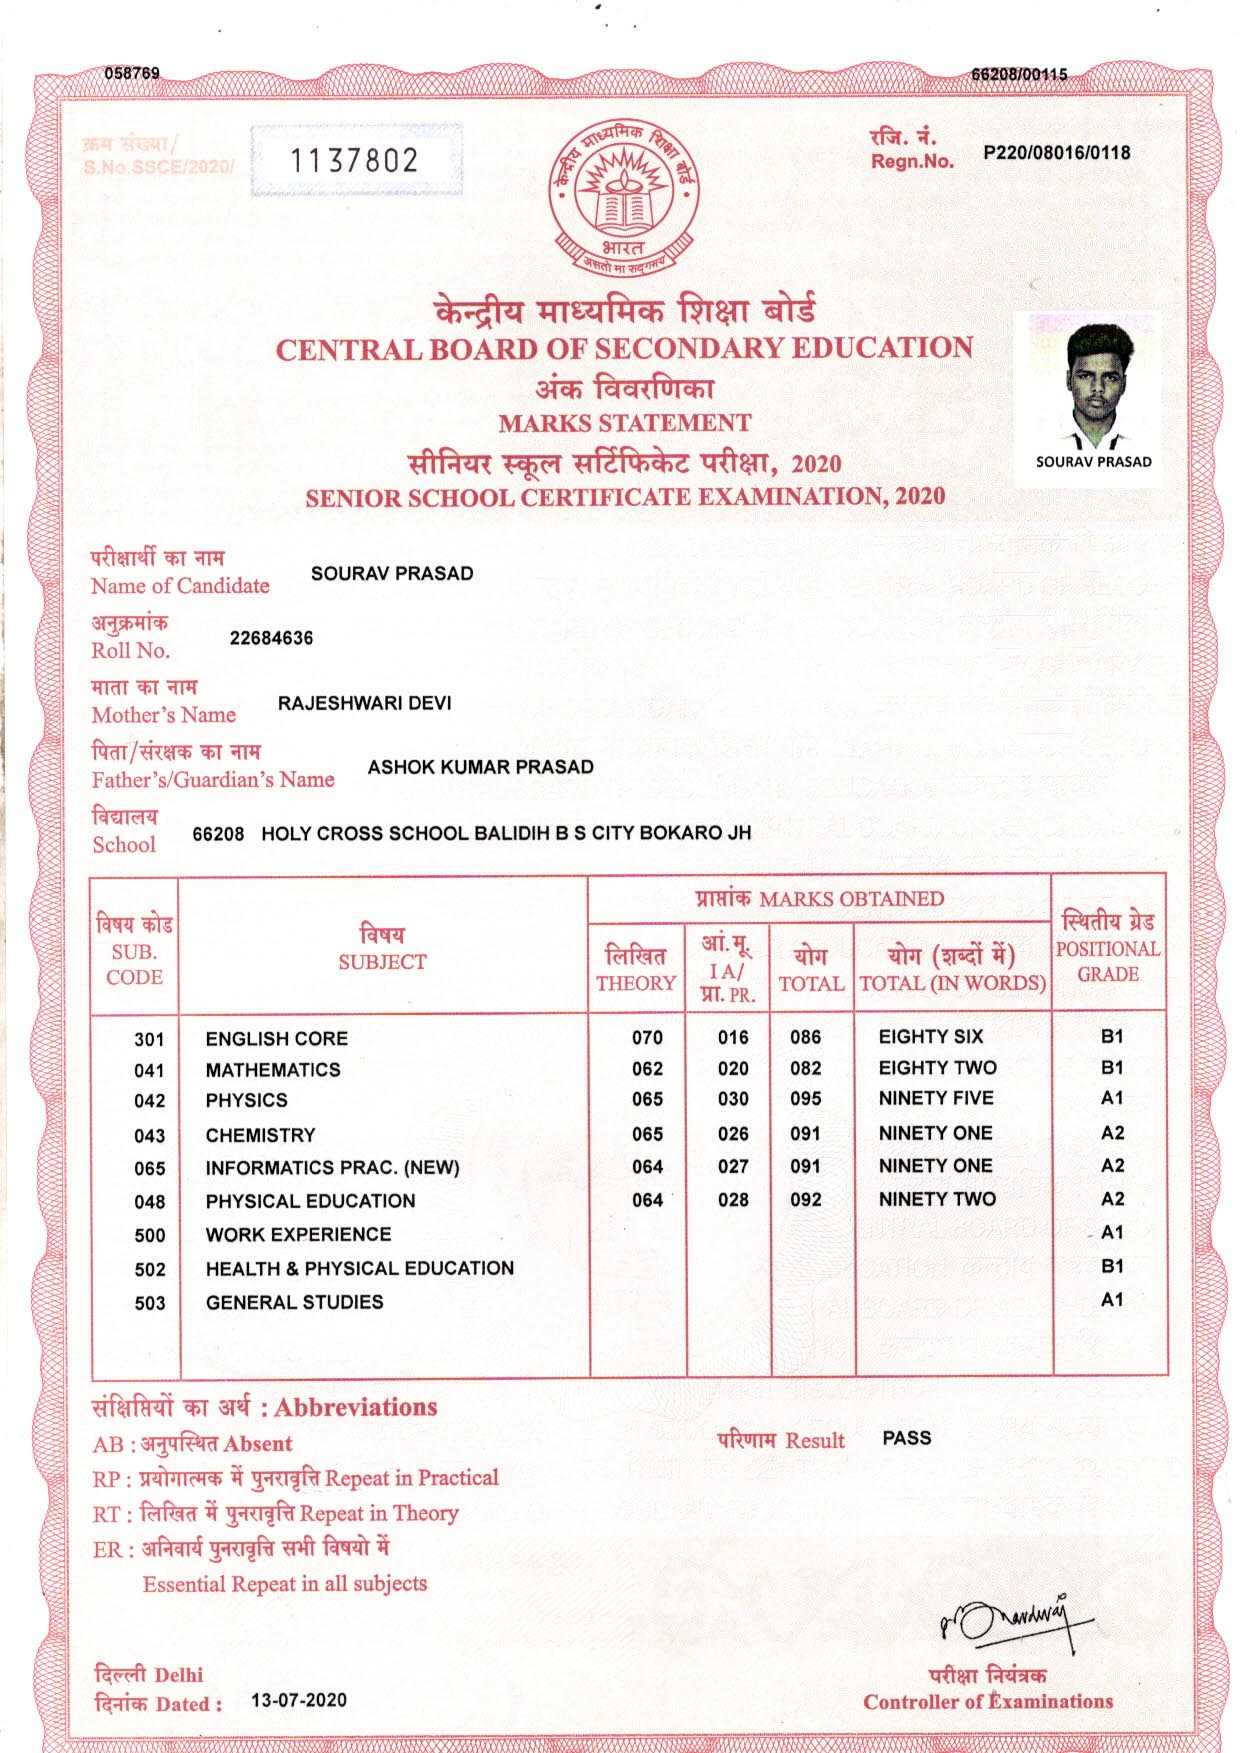 058769
66208/00115
क्रम संख्या/
S.No.SSCE/2020/
1137802
रजि. नं.
Regn.No.
P220/08016/0118
केन्द्रीय माध्यमिक शिक्षा बोर्ड
भारत
असतो मा सद्गमय
केन्द्रीय माध्यमिक शिक्षा बोर्ड
CENTRAL BOARD OF SECONDARY EDUCATION
अंक विवरणिका
MARKS STATEMENT
सीनियर स्कूल सर्टिफिकेट परीक्षा, 2020
SENIOR SCHOOL CERTIFICATE EXAMINATION, 2020
SOURAV PRASAD
परीक्षार्थी का नाम
Name of Candidate SOURAV PRASAD
अनुक्रमांक
Roll No. 22684636
माता का नाम
Mother's Name RAJESHWARI DEVI
पिता/संरक्षक का नाम
Father's/Guardian's Name ASHOK KUMAR PRASAD
विद्यालय
School 66208 HOLY CROSS SCHOOL BALIDIH B S CITY BOKARO JH
विषय कोड
SUB.
CODE
विषय
SUBJECT
प्राप्तांक MARKS OBTAINED
लिखित
THEORY
आं.मू.
I A/
प्रा. PR.
योग
TOTAL
योग (शब्दों में)
TOTAL (IN WORDS)
स्थितीय ग्रेड
POSITIONAL
GRADE
301 ENGLISH CORE 070 016 086 EIGHTY SIX B1
041 MATHEMATICS 062 020 082 EIGHTY TWO B1
042 PHYSICS 065 030 095 NINETY FIVE A1
043 CHEMISTRY 065 026 091 NINETY ONE A2
065 INFORMATICS PRAC. (NEW) 064 027 091 NINETY ONE A2
048 PHYSICAL EDUCATION 064 028 092 NINETY TWO A2
500 WORK EXPERIENCE A1
502 HEALTH & PHYSICAL EDUCATION B1
503 GENERAL STUDIES A1
संक्षिप्तियों का अर्थ : Abbreviations
AB : अनुपस्थित Absent
परिणाम Result PASS
RP : प्रयोगात्मक में पुनरावृत्ति Repeat in Practical
RT : लिखित में पुनरावृत्ति Repeat in Theory
ER : अनिवार्य पुनरावृत्ति सभी विषयो में
Essential Repeat in all subjects
दिल्ली Delhi
दिनांक Dated : 13-07-2020
परीक्षा नियंत्रक
Controller of Examinations